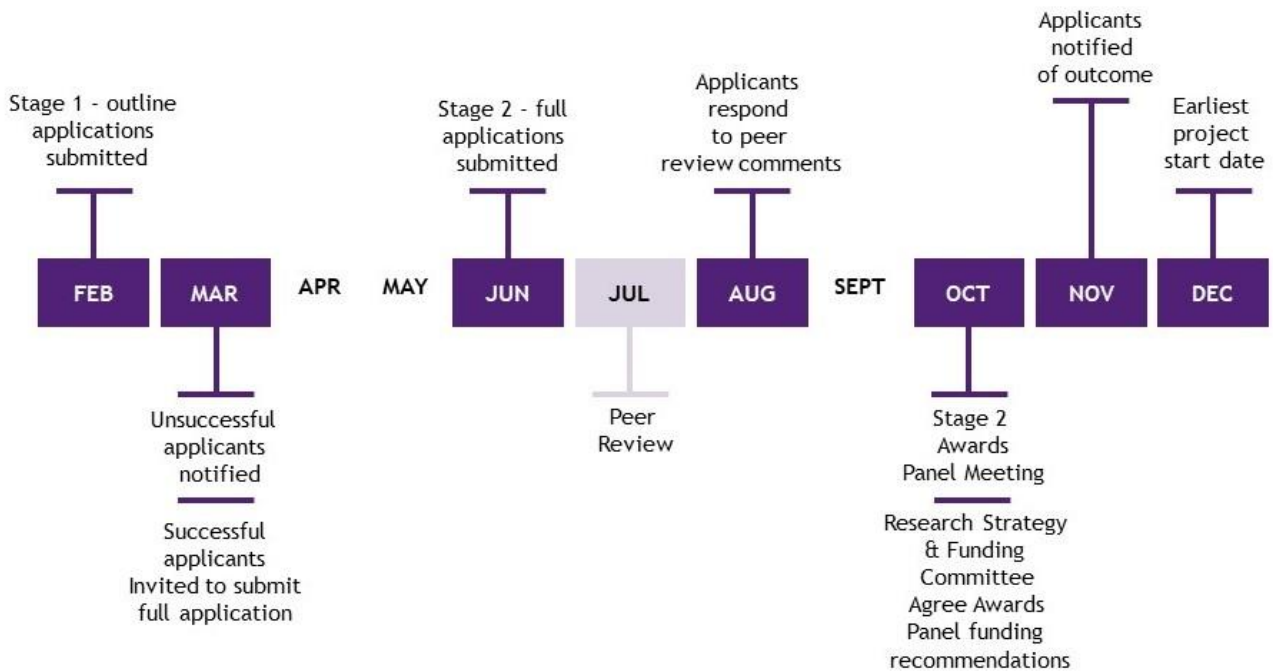 Stage 1 - outline
applications
submitted
Stage 2 - full
applications
submitted
Applicants
respond
to peer
review comments
Applicants
notified
of outcome
Earliest
project
start date
FEB
MAR
APR
MAY
JUN
JUL
AUG
SEPT
OCT
NOV
DEC
Unsuccessful
applicants
notified
Successful
applicants
Invited to submit
full application
Peer
Review
Stage 2
Awards
Panel Meeting
Research Strategy
& Funding
Committee
Agree Awards
Panel funding
recommendations